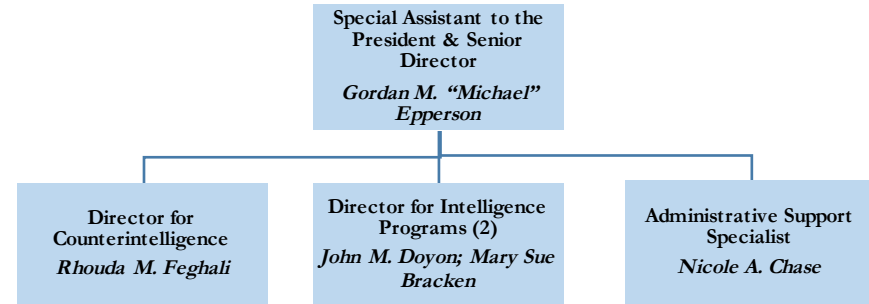 Special Assistant to the
President & Senior
Director
Gordan M. “Michael”
Epperson
Director for
Counterintelligence
Rhouda M. Feghali
Director for Intelligence
Programs (2)
John M. Doyon; Mary Sue
Bracken
Administrative Support
Specialist
Nicole A. Chase